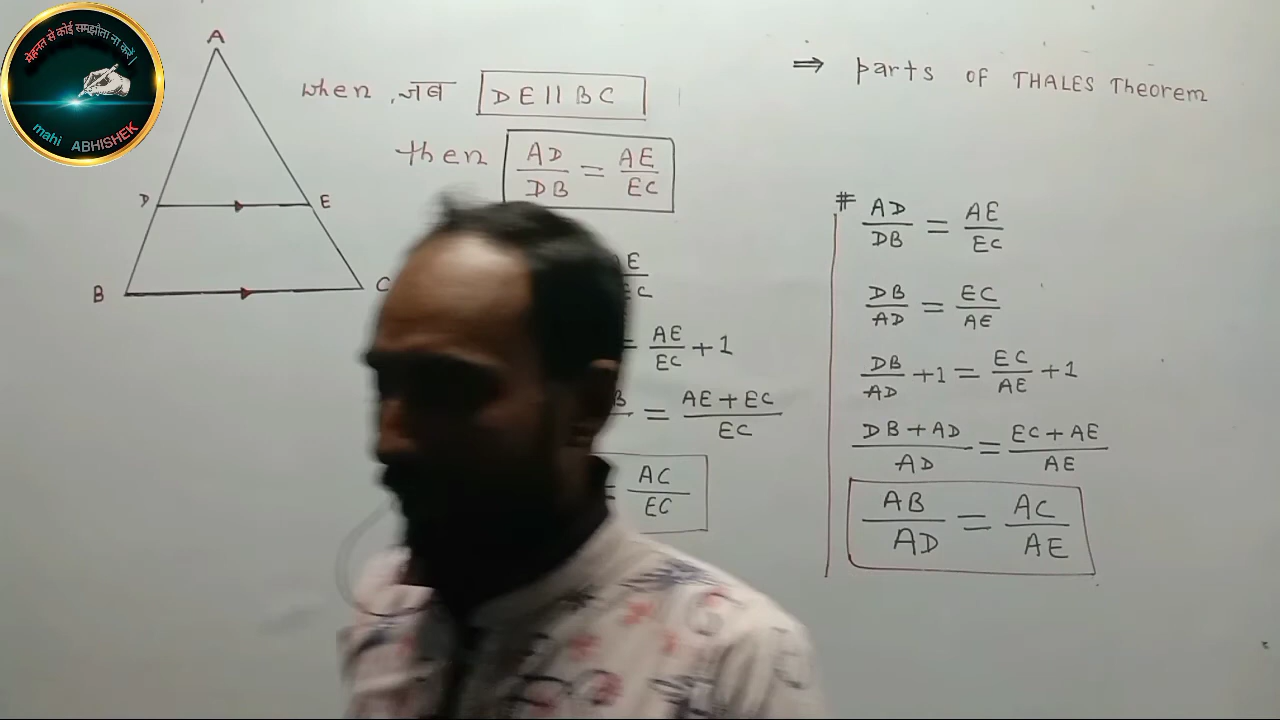 मेहनत से कोई समझौता ना करें।
mahi ABHISHEK
A
D E
B C
when, जब DE॥BC
then AD/DB = AE/EC
E/EC
= AE/EC + 1
B = AE + EC/EC
= AC/EC
⇒ parts OF THALES Theorem
# AD/DB = AE/EC
DB/AD = EC/AE
DB/AD + 1 = EC/AE + 1
DB + AD/AD = EC + AE/AE
AB/AD = AC/AE